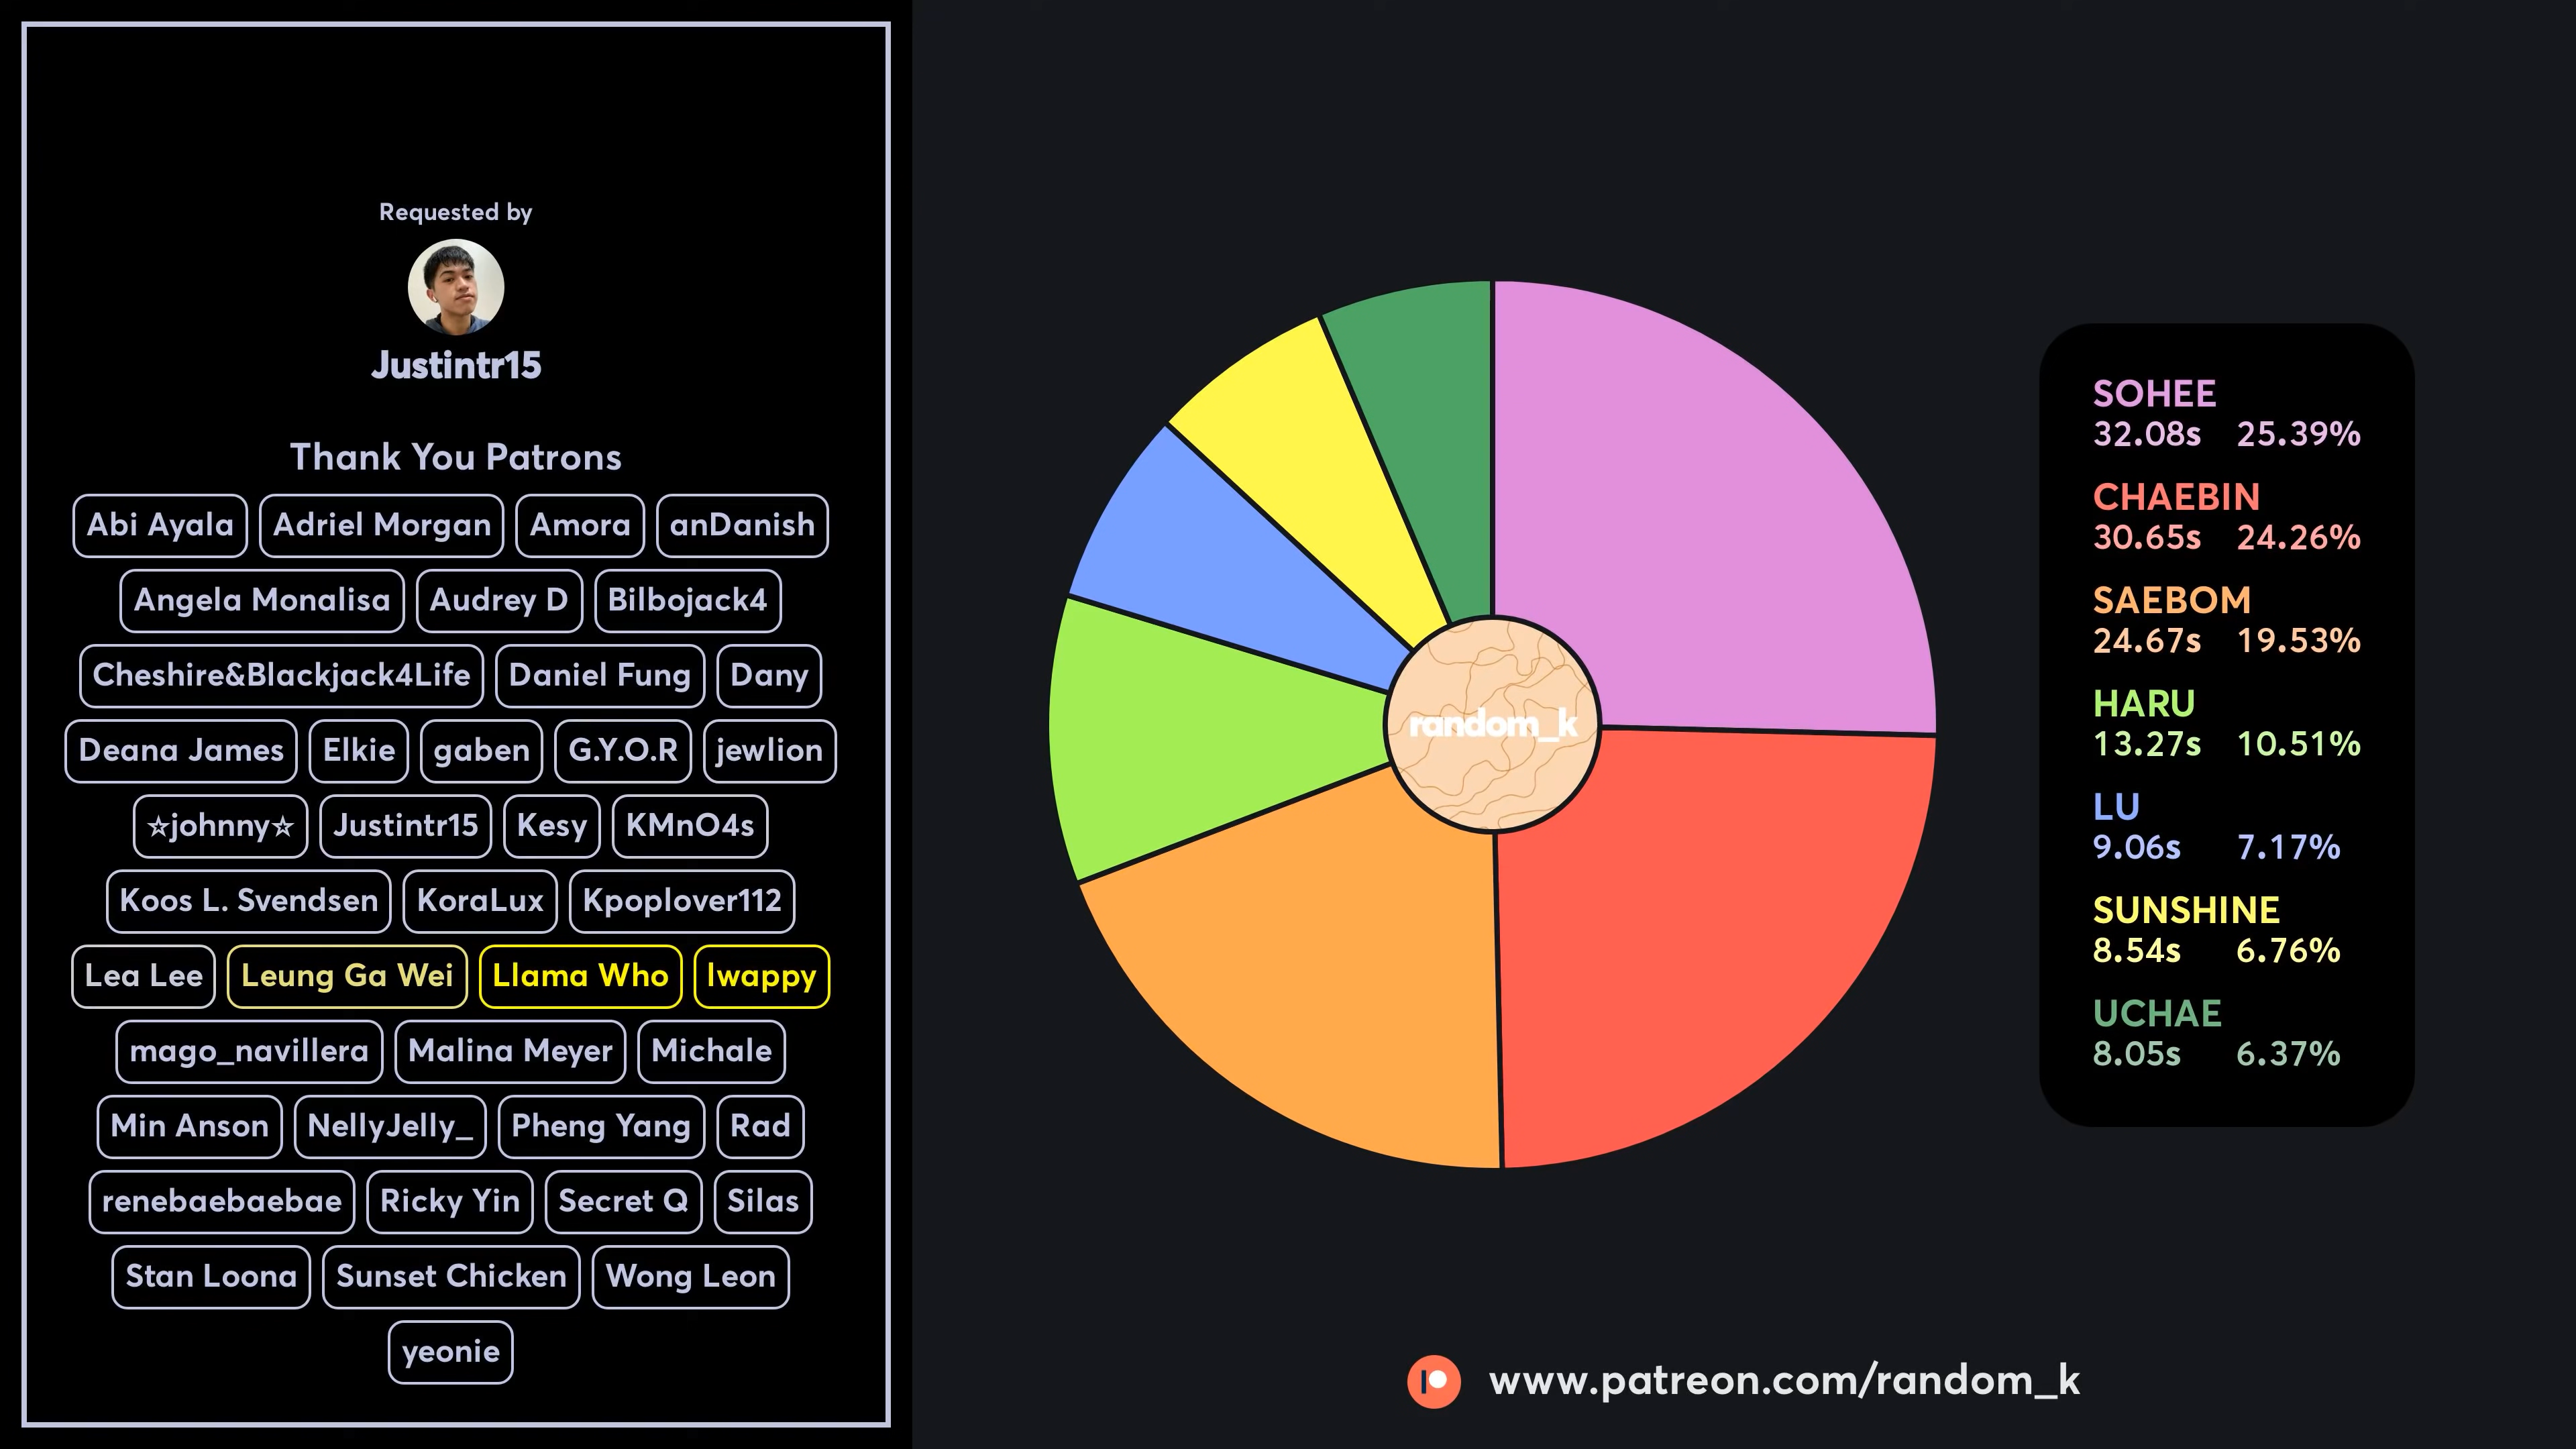 Requested by
Justintr15
Thank You Patrons
Abi Ayala Adriel Morgan Amora anDanish
Angela Monalisa Audrey D Bilbojack4
Cheshire&Blackjack4Life Daniel Fung Dany
Deana James Elkie gaben G.Y.O.R jewlion
☆johnny☆ Justintr15 Kesy KMnO4s
Koos L. Svendsen KoraLux Kpoplover112
Lea Lee Leung Ga Wei Llama Who lwappy
mago_navillera Malina Meyer Michale
Min Anson NellyJelly_ Pheng Yang Rad
renebaebaebae Ricky Yin Secret Q Silas
Stan Loona Sunset Chicken Wong Leon
yeonie
random_k
SOHEE
32.08s 25.39%
CHAEBIN
30.65s 24.26%
SAEBOM
24.67s 19.53%
HARU
13.27s 10.51%
LU
9.06s 7.17%
SUNSHINE
8.54s 6.76%
UCHAE
8.05s 6.37%
www.patreon.com/random_k